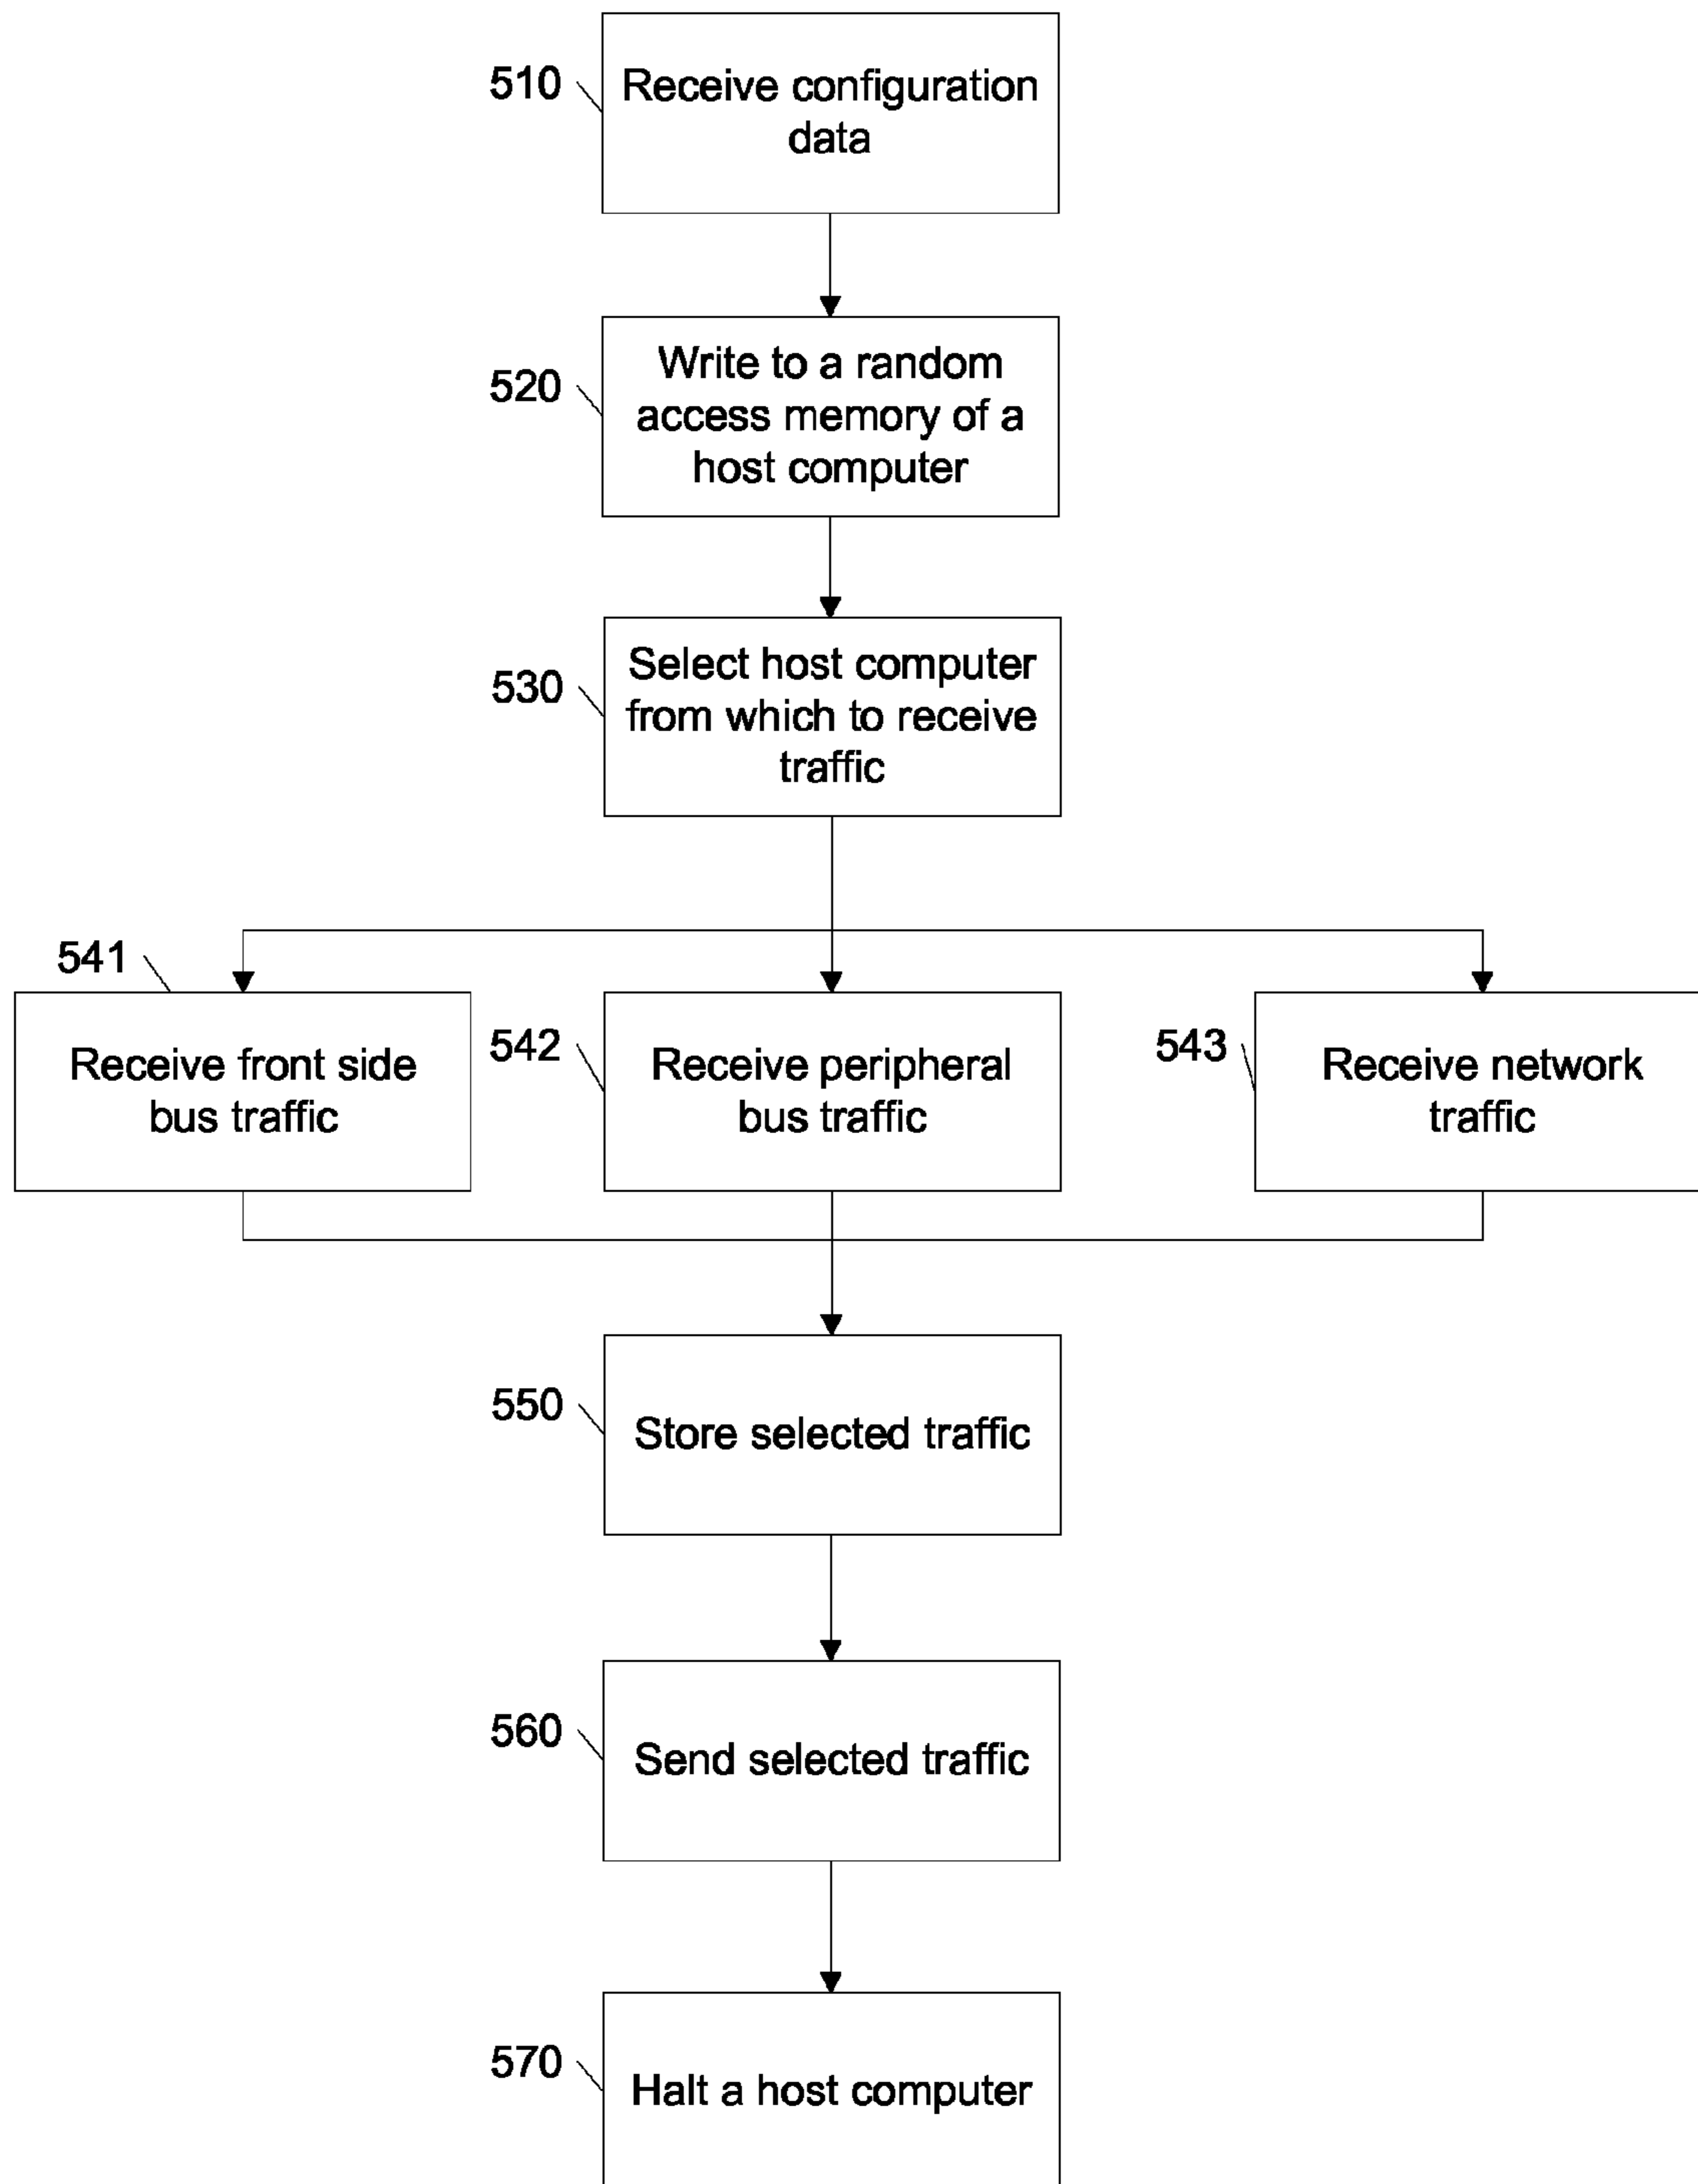 510
Receive configuration
data
520
Write to a random
access memory of a
host computer
530
Select host computer
from which to receive
traffic
541
Receive front side
bus traffic
542
Receive peripheral
bus traffic
543
Receive network
traffic
550
Store selected traffic
560
Send selected traffic
570
Halt a host computer